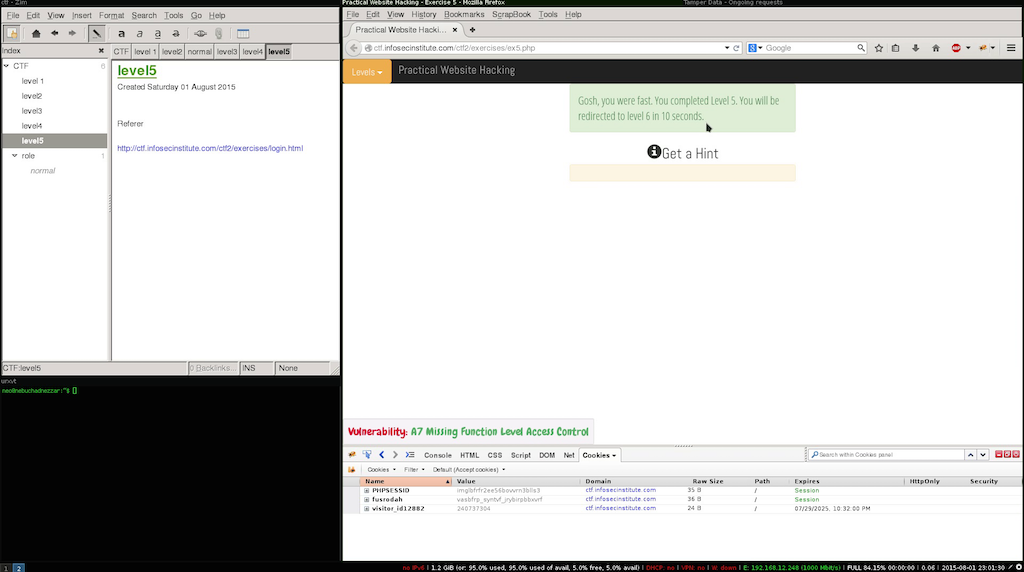 ctf - Zim
File Edit View Insert Format Search Tools Go Help
Index
CTF level 1 level2 normal level3 level4 level5
CTF 6
level 1
level2
level3
level4
level5
role 1
normal
level5
Created Saturday 01 August 2015
Referer
http://ctf.infosecinstitute.com/ctf2/exercises/login.html
CTF:level5
0 Backlinks...
INS
None
urxvt
neo@nebuchadnezzar:~$
Practical Website Hacking - Exercise 5 - Mozilla Firefox
Tamper Data - Ongoing requests
File Edit View History Bookmarks ScrapBook Tools Help
Practical Website Hacki...
ctf.infosecinstitute.com/ctf2/exercises/ex5.php
Google
ABP
Levels
Practical Website Hacking
Gosh, you were fast. You completed Level 5. You will be
redirected to level 6 in 10 seconds.
Get a Hint
Vulnerability: A7 Missing Function Level Access Control
Console HTML CSS Script DOM Net Cookies
Search within Cookies panel
Cookies Filter Default (Accept cookies)
Name Value Domain Raw Size Path Expires HttpOnly Security
PHPSESSID ctf.infosecinstitute.com 35 B / Session
fusrodah vasbfrp_syntvf_jrybirpbbxvrf ctf.infosecinstitute.com 36 B / Session
visitor_id12882 240737304 ctf.infosecinstitute.com 24 B / 07/29/2025, 10:32:00 PM
1 2
no IPv6 | 1.2 GiB (or: 95.0% used, 95.0% of avail, 5.0% free, 5.0% avail) | DHCP: no | VPN: no | W: down | E: 192.168.12.248 (1000 Mbit/s) | FULL 84.15% 00:00:00 | 0.06 | 2015-08-01 23:01:30